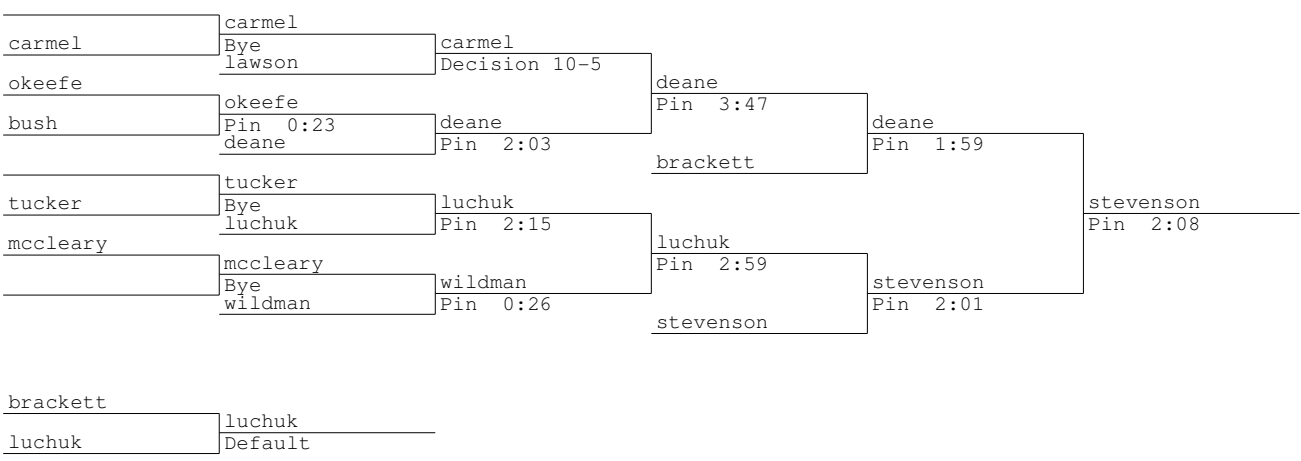 carmel
carmel
Bye
carmel
lawson
Decision 10-5
okeefe
deane
okeefe
Pin 3:47
bush
Pin 0:23
deane
deane
deane
Pin 2:03
Pin 1:59
brackett
tucker
tucker
Bye
luchuk
stevenson
luchuk
Pin 2:15
Pin 2:08
mccleary
luchuk
mccleary
Pin 2:59
Bye
wildman
stevenson
wildman
Pin 0:26
Pin 2:01
stevenson
brackett
luchuk
luchuk
Default